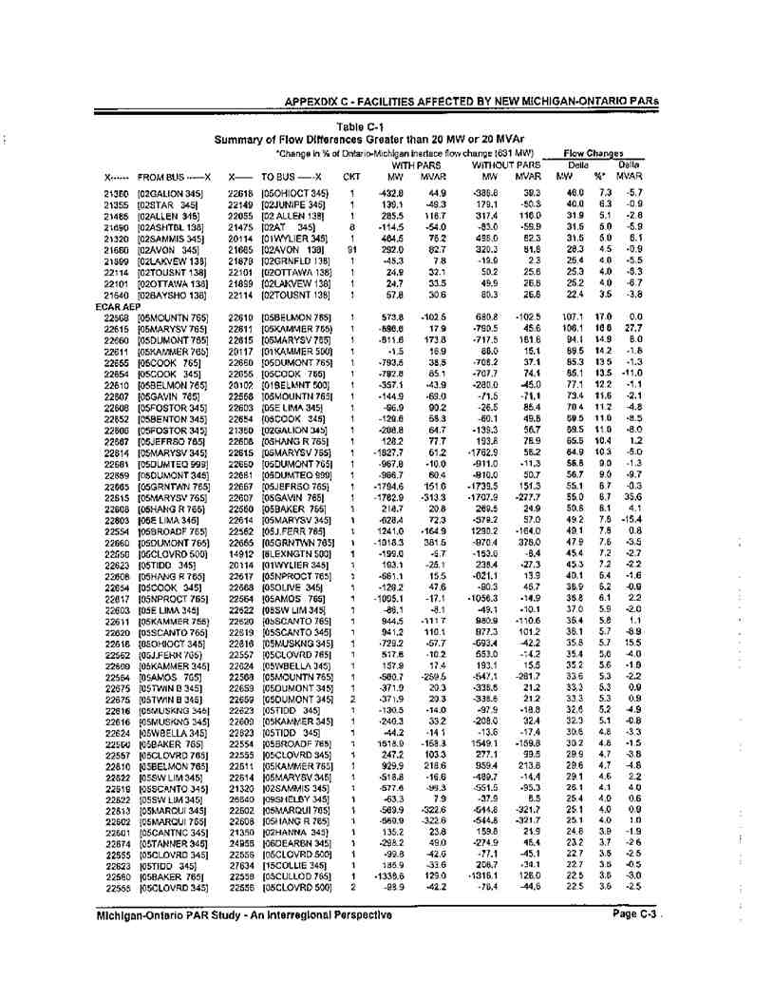 APPEXDIX C - FACILITIES AFFECTED BY NEW MICHIGAN-ONTARIO PARs
Table C-1
Summary of Flow Differences Greater than 20 MW or 20 MVAr
*Change in % of Ontario-Michigan inertace flow change (631 MW) Flow Changes
WITH PARS WITHOUT PARS Delta Delta
X------ FROM BUS -----X X----- TO BUS -----X CKT MW MVAR MW MVAR MW %* MVAR
21350 [02GALION 345] 22618 [05OHIOCT 345] 1 -432.8 44.9 -386.8 39.3 46.0 7.3 -5.7
21355 [02STAR 345] 22149 [02JUNIPE 345] 1 139.1 -49.3 179.1 -50.3 40.0 6.3 -0.9
21485 [02ALLEN 345] 22055 [02 ALLEN 138] 1 285.5 118.7 317.4 116.0 31.9 5.1 -2.8
21690 [02ASHTBL 138] 21475 [02AT 345] 8 -114.5 -54.0 -83.0 -59.9 31.5 5.0 -5.9
21320 [02SAMMIS 345] 20114 [01WYLIER 345] 1 464.5 76.2 496.0 82.3 31.5 5.0 6.1
21680 [02AVON 345] 21685 [02AVON 138] 91 292.0 82.7 320.3 81.8 28.3 4.5 -0.9
21899 [02LAKVEW 138] 21879 [02GRNFLD 138] 1 -45.3 7.8 -19.9 2.3 25.4 4.0 -5.5
22114 [02TOUSNT 138] 22101 [02OTTAWA 138] 1 24.9 32.1 50.2 25.8 25.3 4.0 -6.3
22101 [02OTTAWA 138] 21899 [02LAKVEW 138] 1 24.7 33.5 49.9 26.8 25.2 4.0 -6.7
21640 [02BAYSHO 138] 22114 [02TOUSNT 138] 1 57.8 30.6 80.3 26.8 22.4 3.5 -3.8
ECAR.AEP
22568 [05MOUNTN 765] 22610 [05BELMON 765] 1 573.8 -102.5 680.8 -102.5 107.1 17.0 0.0
22615 [05MARYSV 765] 22611 [05KAMMER 765] 1 -896.6 17.9 -790.5 45.6 106.1 16.8 27.7
22660 [05DUMONT 765] 22615 [05MARYSV 765] 1 -811.6 173.8 -717.5 181.8 94.1 14.9 8.0
22611 [05KAMMER 765] 20117 [01KAMMER 500] 1 -1.5 16.9 88.0 15.1 89.5 14.2 -1.8
22655 [05COOK 765] 22660 [05DUMONT 765] 1 -793.5 38.5 -708.2 37.1 85.3 13.5 -1.3
22654 [05COOK 345] 22655 [05COOK 765] 1 -792.8 85.1 -707.7 74.1 85.1 13.5 -11.0
22610 [05BELMON 765] 20102 [01BELMNT 500] 1 -357.1 -43.9 -280.0 -45.0 77.1 12.2 -1.1
22607 [05GAVIN 765] 22568 [05MOUNTN 765] 1 -144.9 -69.0 -71.5 -71.1 73.4 11.6 -2.1
22608 [05FOSTOR 345] 22603 [05E LIMA 345] 1 -96.9 90.2 -26.5 85.4 70.4 11.2 -4.8
22652 [05BENTON 345] 22654 [05COOK 345] 1 -129.6 58.3 -60.1 49.8 69.5 11.0 -8.5
22606 [05FOSTOR 345] 21350 [02GALION 345] 1 -208.8 64.7 -139.3 56.7 69.5 11.0 -8.0
22667 [05JEFRSO 765] 22608 [05HANG R 765] 1 128.2 77.7 193.8 78.9 65.5 10.4 1.2
22614 [05MARYSV 345] 22615 [05MARYSV 765] 1 -1827.7 61.2 -1762.9 56.2 64.9 10.3 -5.0
22681 [05DUMTEQ 999] 22660 [05DUMONT 765] 1 -967.8 -10.0 -911.0 -11.3 56.8 9.0 -1.3
22659 [05DUMONT 345] 22681 [05DUMTEQ 999] 1 -966.7 60.4 -910.0 50.7 56.7 9.0 -9.7
22665 [05GRNTWN 765] 22667 [05JEFRSO 765] 1 -1794.6 151.6 -1739.5 151.3 55.1 8.7 -0.3
22615 [05MARYSV 765] 22607 [05GAVIN 765] 1 -1762.9 -313.3 -1707.9 -277.7 55.0 8.7 35.6
22608 [05HANG R 765] 22560 [05BAKER 765] 1 218.7 20.8 269.5 24.9 50.8 8.1 4.1
22603 [05E LIMA 345] 22614 [05MARYSV 345] 1 -628.4 72.3 -579.2 57.0 49.2 7.8 -15.4
22554 [05BROADF 765] 22562 [05J.FERR 765] 1 1241.0 -164.9 1290.2 -164.0 49.1 7.8 0.8
22660 [05DUMONT 765] 22665 [05GRNTWN 765] 1 -1018.3 381.5 -970.4 378.0 47.9 7.6 -3.5
22556 [05CLOVRD 500] 14912 [8LEXNGTN 500] 1 -199.0 -5.7 -153.6 -8.4 45.4 7.2 -2.7
22623 [05TIDD 345] 20114 [01WYLIER 345] 1 193.1 -25.1 238.4 -27.3 45.3 7.2 -2.2
22608 [05HANG R 765] 22617 [05NPROCT 765] 1 -661.1 15.5 -621.1 13.9 40.1 6.4 -1.6
22654 [05COOK 345] 22668 [05OLIVE 345] 1 -129.2 47.6 -90.3 46.7 38.9 6.2 -0.9
22617 [05NPROCT 765] 22564 [05AMOS 765] 1 -1095.1 -17.1 -1056.3 -14.9 38.8 6.1 2.2
22603 [05E LIMA 345] 22622 [05SW LIM 345] 1 -86.1 -8.1 -49.1 -10.1 37.0 5.9 -2.0
22611 [05KAMMER 765] 22620 [05SCANTO 765] 1 944.5 -111.7 980.9 -110.6 36.4 5.8 1.1
22620 [05SCANTO 765] 22619 [05SCANTO 345] 1 941.2 110.1 977.3 101.2 36.1 5.7 -8.9
22618 [05OHIOCT 345] 22616 [05MUSKNG 345] 1 -729.2 -57.7 -693.4 -42.2 35.8 5.7 15.5
22562 [05J.FERR 765] 22557 [05CLOVRD 765] 1 517.6 -10.2 553.0 -14.2 35.4 5.6 -4.0
22609 [05KAMMER 345] 22624 [05WBELLA 345] 1 157.9 17.4 193.1 15.5 35.2 5.6 -1.8
22564 [05AMOS 765] 22568 [05MOUNTN 765] 1 -580.7 -259.5 -547.1 -261.7 33.6 5.3 -2.2
22675 [05TWIN B 345] 22659 [05DUMONT 345] 1 -371.9 20.3 -338.6 21.2 33.3 5.3 0.9
22675 [05TWIN B 345] 22659 [05DUMONT 345] 2 -371.9 20.3 -338.6 21.2 33.3 5.3 0.9
22616 [05MUSKNG 345] 22623 [05TIDD 345] 1 -130.5 -14.0 -97.9 -18.8 32.6 5.2 -4.9
22616 [05MUSKNG 345] 22609 [05KAMMER 345] 1 -240.3 33.2 -208.0 32.4 32.3 5.1 -0.8
22624 [05WBELLA 345] 22623 [05TIDD 345] 1 -44.2 -14.1 -13.6 -17.4 30.6 4.8 -3.3
22560 [05BAKER 765] 22554 [05BROADF 765] 1 1518.9 -158.3 1549.1 -159.8 30.2 4.8 -1.5
22557 [05CLOVRD 765] 22555 [05CLOVRD 345] 1 247.2 103.3 277.1 99.5 29.9 4.7 -3.8
22610 [05BELMON 765] 22611 [05KAMMER 765] 1 929.9 218.6 959.4 213.8 29.6 4.7 -4.8
22622 [05SW LIM 345] 22614 [05MARYSV 345] 1 -518.8 -16.6 -489.7 -14.4 29.1 4.6 2.2
22619 [05SCANTO 345] 21320 [02SAMMIS 345] 1 -577.6 -99.3 -551.5 -95.3 26.1 4.1 4.0
22622 [05SW LIM 345] 26640 [09SHELBY 345] 1 -63.3 7.9 -37.9 8.5 25.4 4.0 0.6
22613 [05MARQUI 345] 22602 [05MARQUI 765] 1 -569.9 -322.6 -544.8 -321.7 25.1 4.0 0.9
22602 [05MARQUI 765] 22608 [05HANG R 765] 1 -569.9 -322.6 -544.8 -321.7 25.1 4.0 1.0
22601 [05CANTNC 345] 21350 [02HANNA 345] 1 135.2 23.8 159.8 21.9 24.6 3.9 -1.9
22674 [05TANNER 345] 24956 [06DEARBN 345] 1 -298.2 49.0 -274.9 46.4 23.2 3.7 -2.6
22555 [05CLOVRD 345] 22556 [05CLOVRD 500] 1 -99.8 -42.6 -77.1 -45.1 22.7 3.6 -2.5
22623 [05TIDD 345] 27634 [15COLLIE 345] 1 185.9 -33.6 208.7 -34.1 22.7 3.6 -0.5
22560 [05BAKER 765] 22558 [05CULLOD 765] 1 -1338.6 129.0 -1316.1 126.0 22.5 3.6 -3.0
22555 [05CLOVRD 345] 22556 [05CLOVRD 500] 2 -98.9 -42.2 -76.4 -44.6 22.5 3.6 -2.5
Michigan-Ontario PAR Study - An Interregional Perspective Page C-3